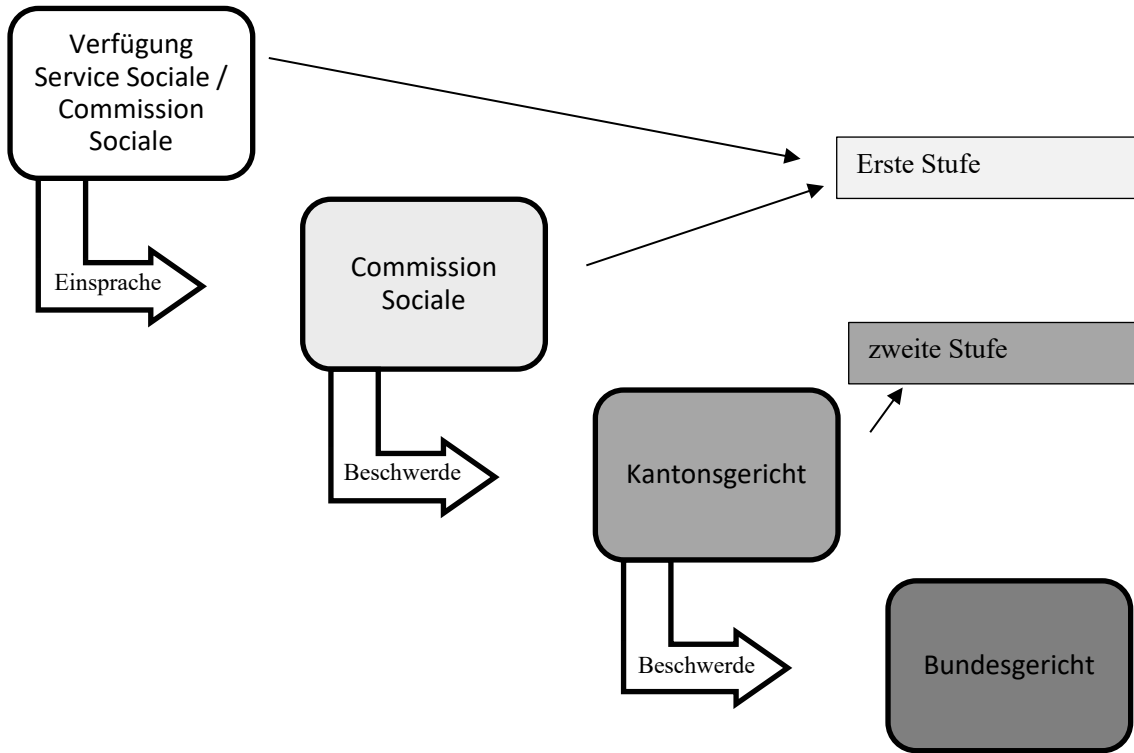 Verfügung
Service Sociale /
Commission
Sociale
Erste Stufe
Einsprache
Commission
Sociale
zweite Stufe
Beschwerde
Kantonsgericht
Beschwerde
Bundesgericht